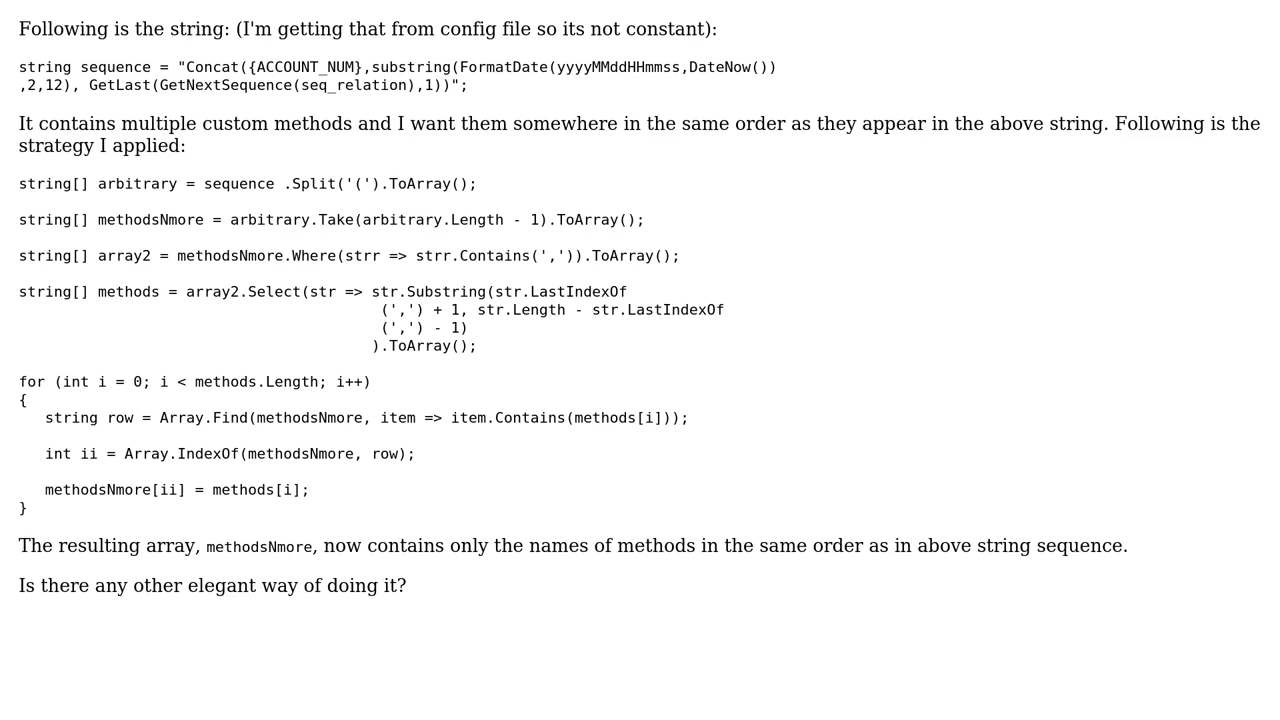 Following is the string: (I'm getting that from config file so its not constant):
string sequence = "Concat({ACCOUNT_NUM},substring(FormatDate(yyyyMMddHHmmss,DateNow())
,2,12), GetLast(GetNextSequence(seq_relation),1))";
It contains multiple custom methods and I want them somewhere in the same order as they appear in the above string. Following is the
strategy I applied:
string[] arbitrary = sequence .Split('(').ToArray();
string[] methodsNmore = arbitrary.Take(arbitrary.Length - 1).ToArray();
string[] array2 = methodsNmore.Where(strr => strr.Contains(',')).ToArray();
string[] methods = array2.Select(str => str.Substring(str.LastIndexOf
(',') + 1, str.Length - str.LastIndexOf
(',') - 1)
).ToArray();
for (int i = 0; i < methods.Length; i++)
{
string row = Array.Find(methodsNmore, item => item.Contains(methods[i]));
int ii = Array.IndexOf(methodsNmore, row);
methodsNmore[ii] = methods[i];
}
The resulting array, methodsNmore, now contains only the names of methods in the same order as in above string sequence.
Is there any other elegant way of doing it?